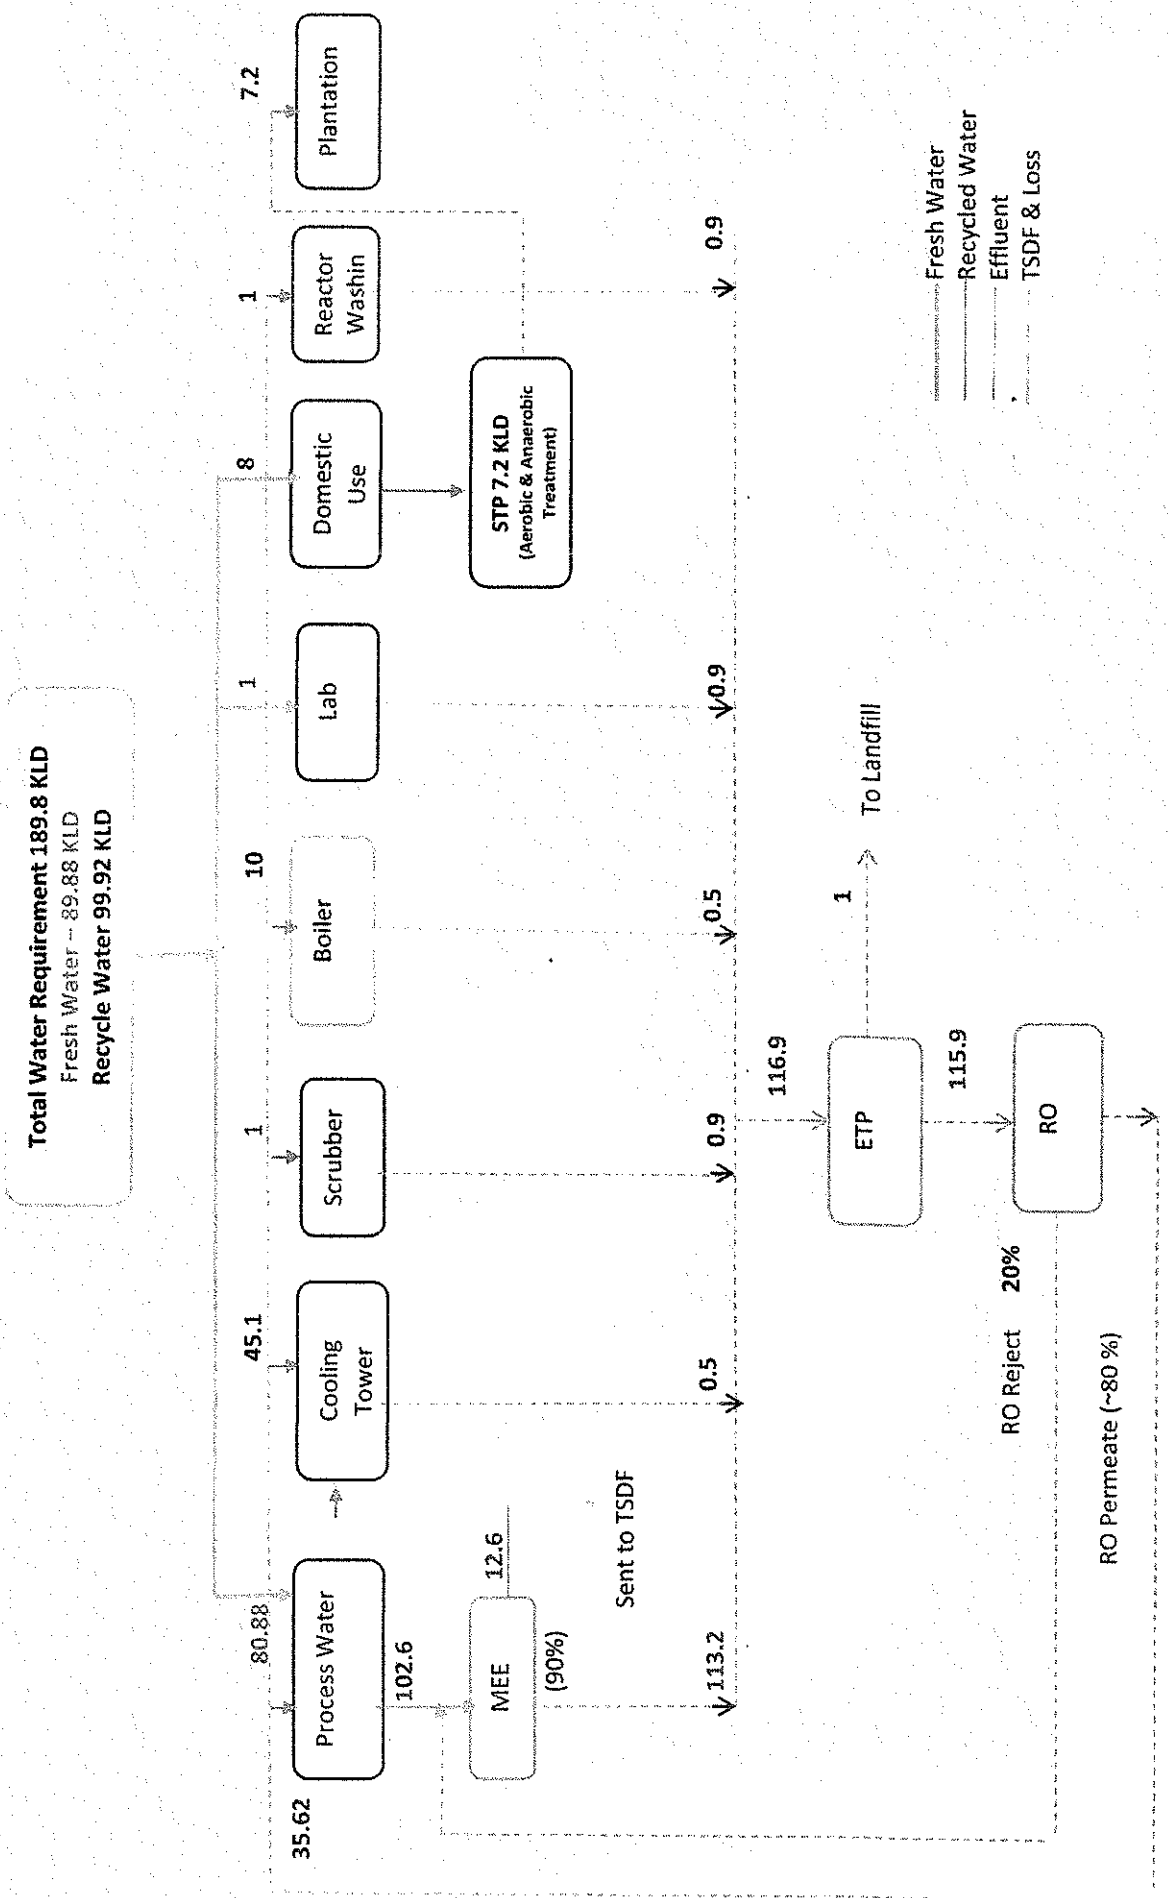 Total Water Requirement 189.8 KLD
Fresh Water – 89.88 KLD
Recycle Water 99.92 KLD
35.62
80.88
45.1
1
10
1
8
1
7.2
Process Water
Cooling
Tower
Scrubber
Boiler
Lab
Domestic
Use
Reactor
Washin
Plantation
102.6
MEE
12.6
(90%)
Sent to TSDF
STP 7.2 KLD
(Aerobic & Anaerobic
Treatment)
113.2
0.5
0.9
0.5
0.9
0.9
116.9
ETP
1
To Landfill
115.9
RO
RO Reject 20%
RO Permeate (~80 %)
Fresh Water
Recycled Water
Effluent
TSDF & Loss